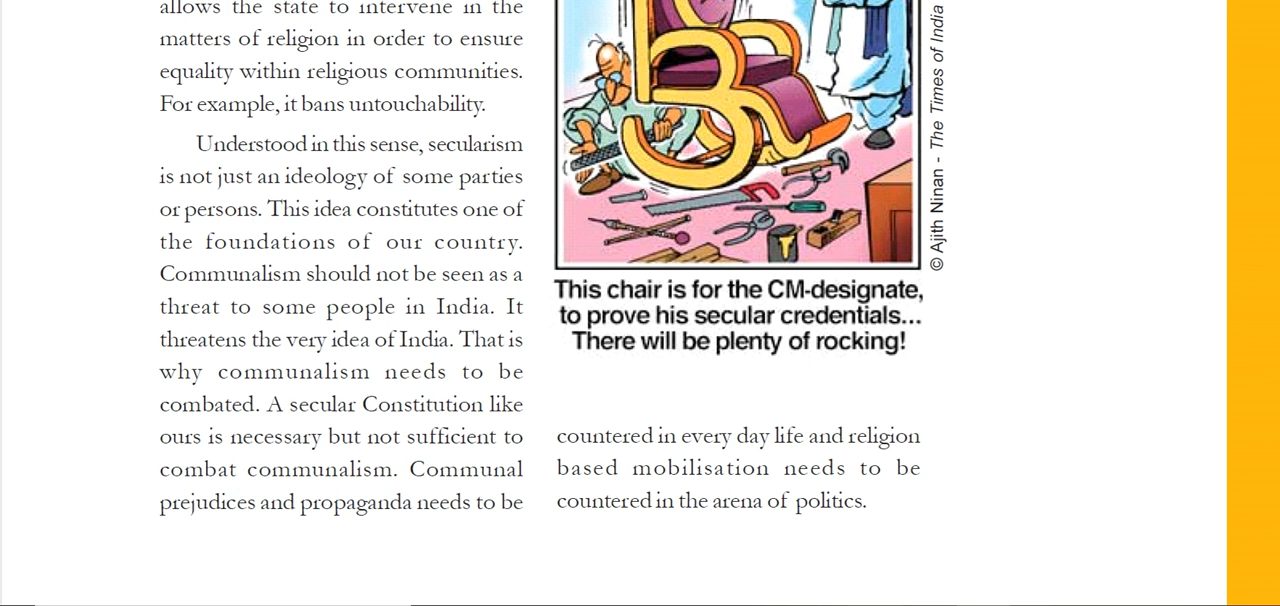 allows the state to intervene in the
matters of religion in order to ensure
equality within religious communities.
For example, it bans untouchability.
Understood in this sense, secularism
is not just an ideology of some parties
or persons. This idea constitutes one of
the foundations of our country.
Communalism should not be seen as a
threat to some people in India. It
threatens the very idea of India. That is
why communalism needs to be
combated. A secular Constitution like
ours is necessary but not sufficient to
combat communalism. Communal
prejudices and propaganda needs to be
© Ajith Ninan - The Times of India
This chair is for the CM-designate,
to prove his secular credentials...
There will be plenty of rocking!
countered in every day life and religion
based mobilisation needs to be
countered in the arena of politics.